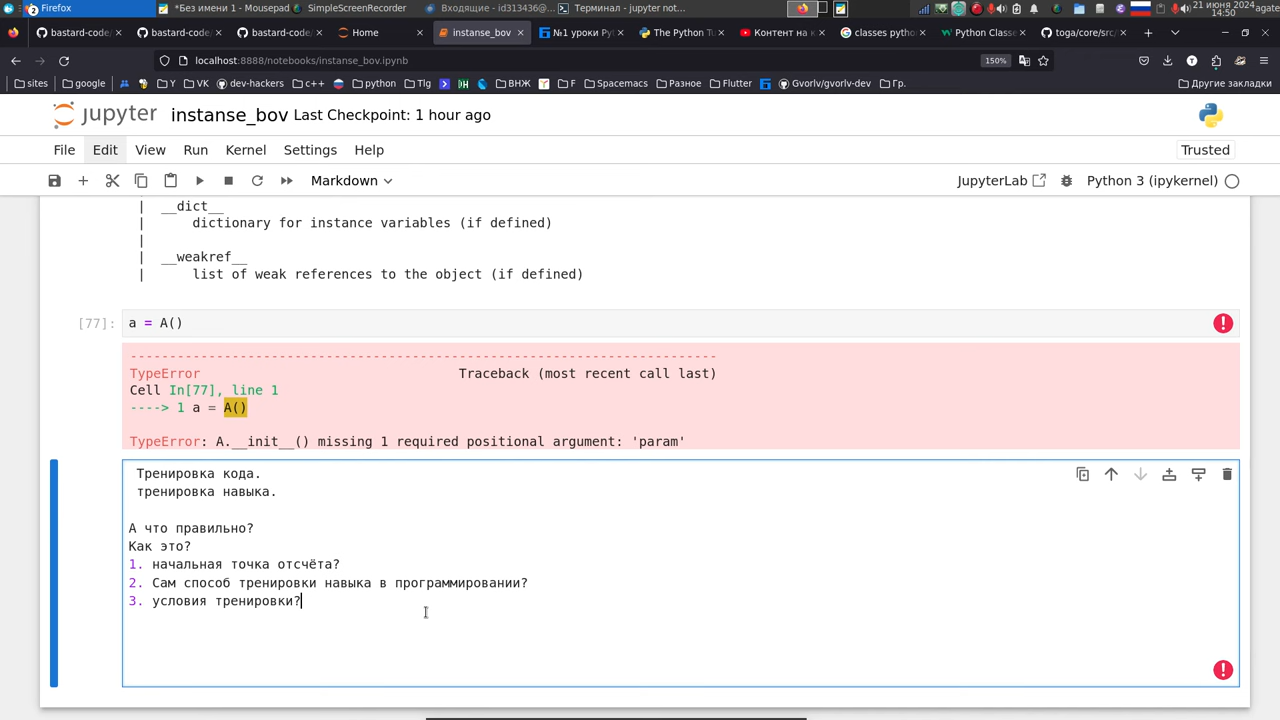 Firefox
*Без имени 1 - Mousepad
SimpleScreenRecorder
Входящие - id313436@...
Терминал - jupyter not...
21 июня 2024
14:50
agate
bastard-code/
bastard-code/
bastard-code/
Home
instanse_bov
№1 уроки Py
The Python Tu
Контент на к
classes pytho
Python Classe
toga/core/src/
localhost:8888/notebooks/instanse_bov.ipynb
150%
sites
google
Y
VK
dev-hackers
c++
python
Tlg
ВНЖ
F
Spacemacs
Разное
Flutter
Gvorlv/gvorlv-dev
Гр.
Другие закладки
jupyter instanse_bov Last Checkpoint: 1 hour ago
File Edit View Run Kernel Settings Help
Trusted
Markdown
JupyterLab
Python 3 (ipykernel)
| __dict__
| dictionary for instance variables (if defined)
|
| __weakref__
| list of weak references to the object (if defined)
[77]: a = A()
---------------------------------------------------------------------------
TypeError Traceback (most recent call last)
Cell In[77], line 1
----> 1 a = A()
TypeError: A.__init__() missing 1 required positional argument: 'param'
Тренировка кода.
тренировка навыка.
А что правильно?
Как это?
1. начальная точка отсчёта?
2. Сам способ тренировки навыка в программировании?
3. условия тренировки?